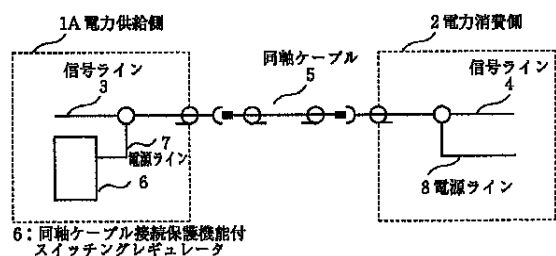 1A電力供給側
2電力消費側
信号ライン
3
同軸ケーブル
5
信号ライン
4
7
電源ライン
6
8電源ライン
6：同軸ケーブル接続保護機能付
スイッチングレギュレータ